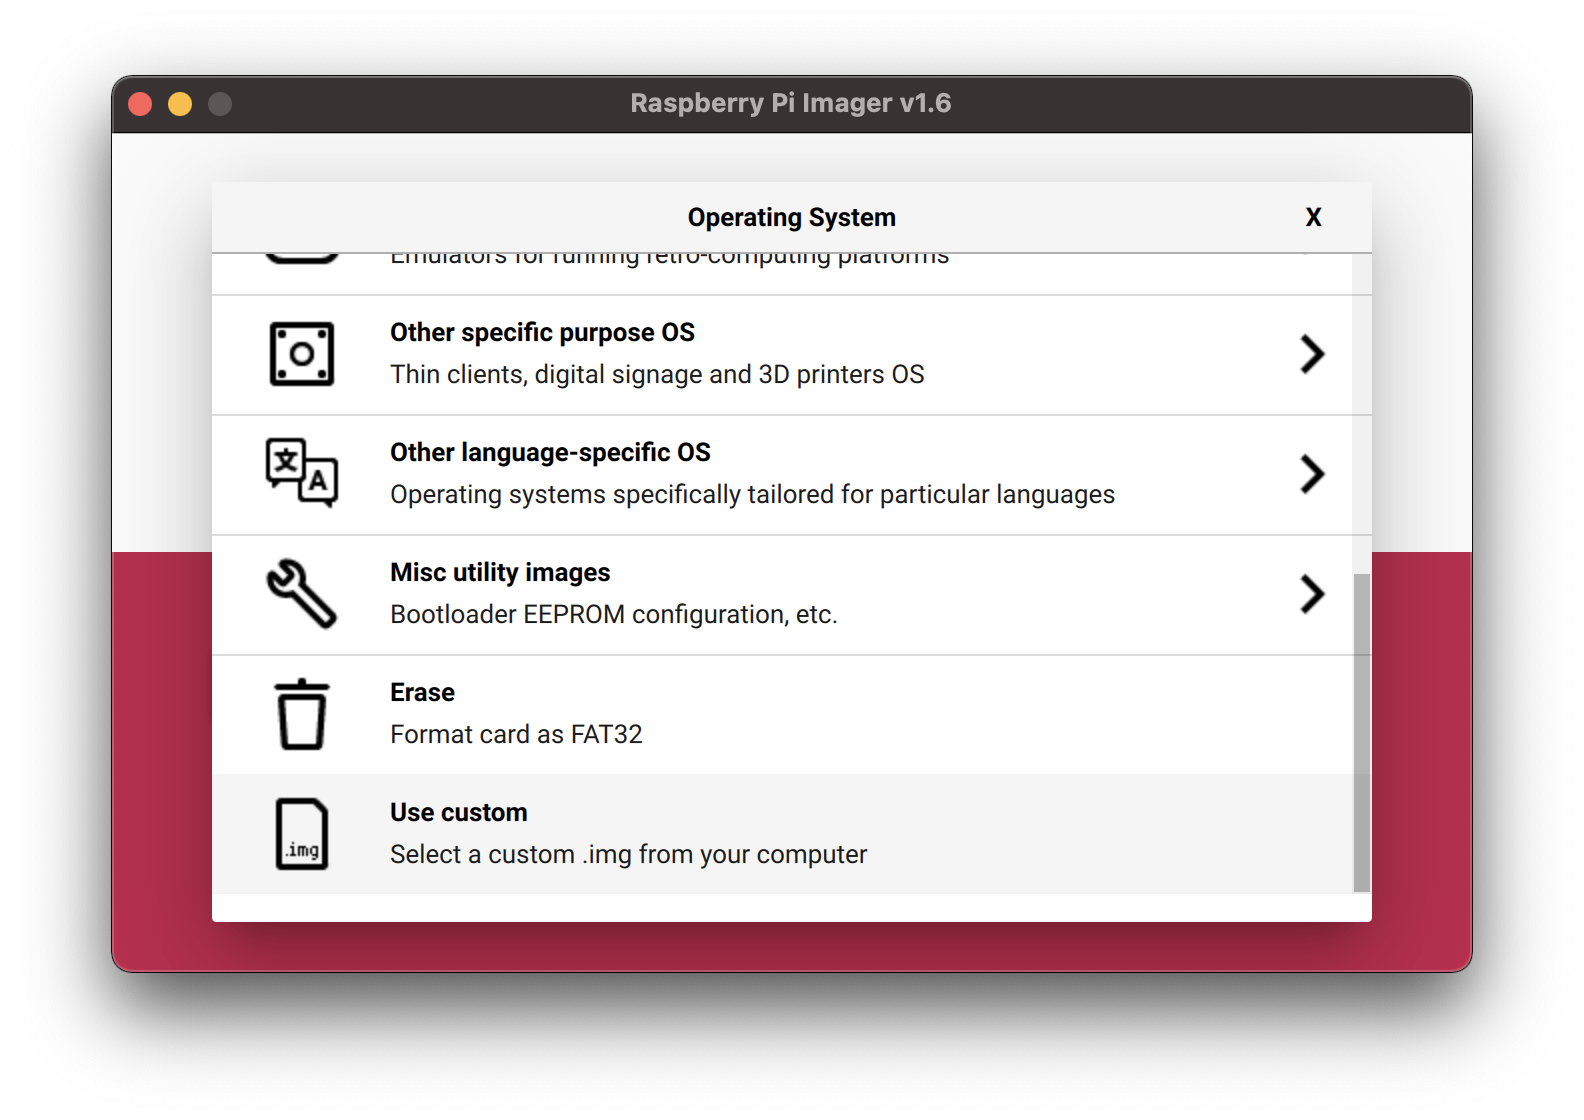 Raspberry Pi Imager v1.6
Operating System X
Emulators for running retro-computing platforms
Other specific purpose OS
Thin clients, digital signage and 3D printers OS
文 A
Other language-specific OS
Operating systems specifically tailored for particular languages
Misc utility images
Bootloader EEPROM configuration, etc.
Erase
Format card as FAT32
.img
Use custom
Select a custom .img from your computer